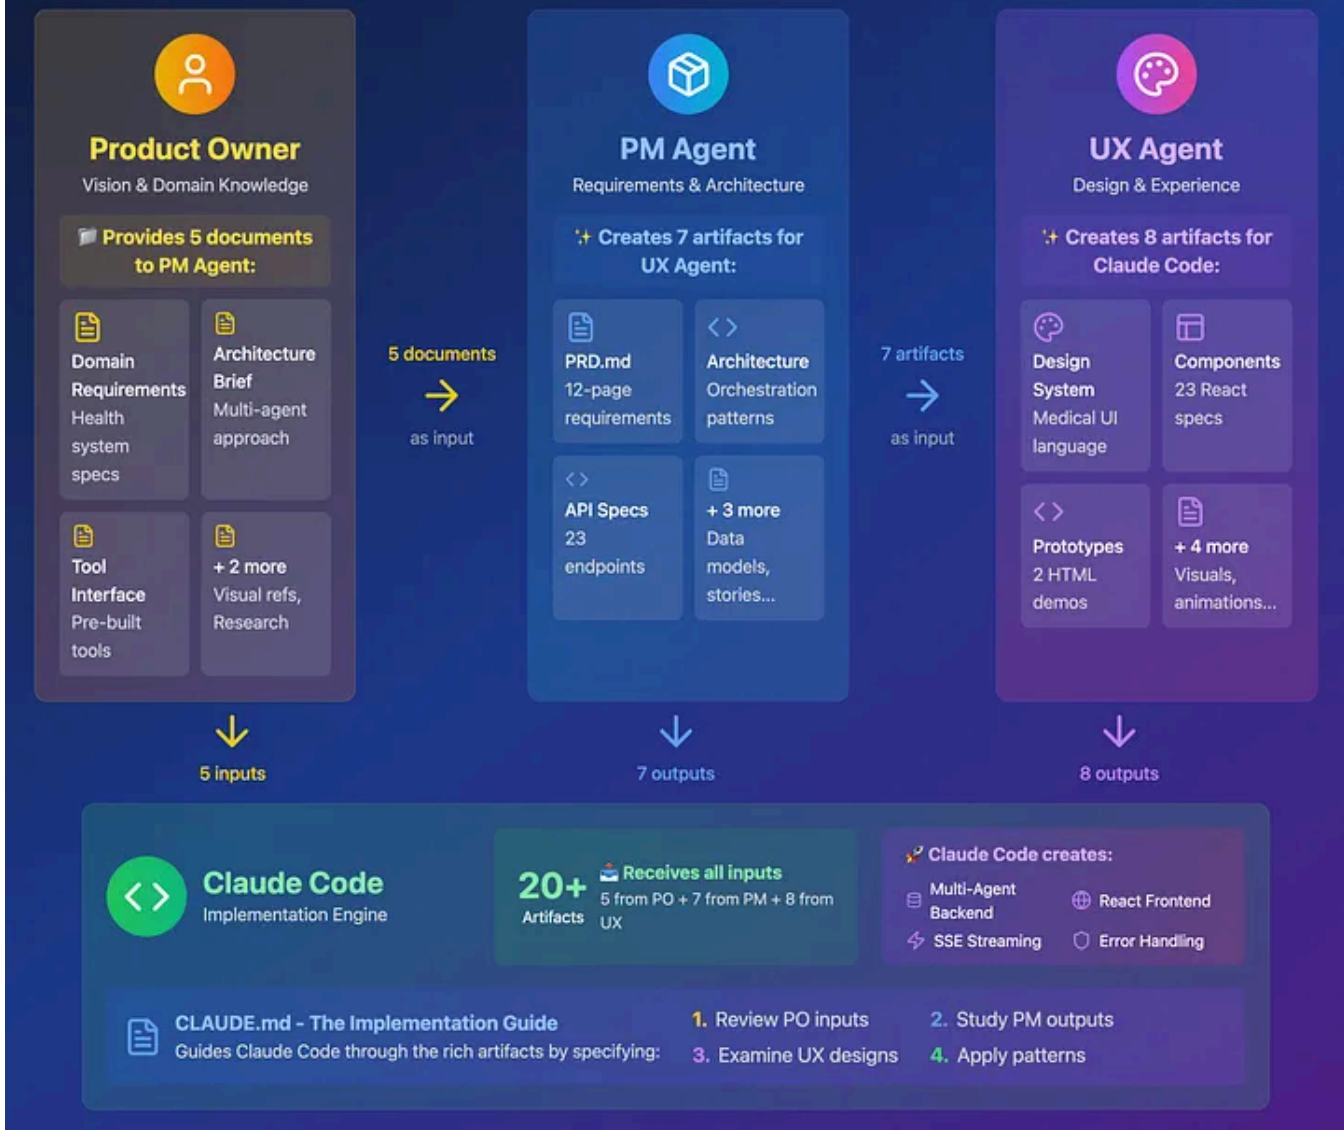 Product Owner
Vision & Domain Knowledge
Provides 5 documents
to PM Agent:
Domain
Requirements
Health
system
specs
Architecture
Brief
Multi-agent
approach
Tool
Interface
Pre-built
tools
+ 2 more
Visual refs,
Research
5 documents
as input
PM Agent
Requirements & Architecture
Creates 7 artifacts for
UX Agent:
PRD.md
12-page
requirements
Architecture
Orchestration
patterns
API Specs
23
endpoints
+ 3 more
Data
models,
stories...
7 artifacts
as input
UX Agent
Design & Experience
Creates 8 artifacts for
Claude Code:
Design
System
Medical UI
language
Components
23 React
specs
Prototypes
2 HTML
demos
+ 4 more
Visuals,
animations...
5 inputs
7 outputs
8 outputs
Claude Code
Implementation Engine
20+
Artifacts
Receives all inputs
5 from PO + 7 from PM + 8 from
UX
Claude Code creates:
Multi-Agent
Backend
React Frontend
SSE Streaming
Error Handling
CLAUDE.md - The Implementation Guide
Guides Claude Code through the rich artifacts by specifying:
1. Review PO inputs
2. Study PM outputs
3. Examine UX designs
4. Apply patterns